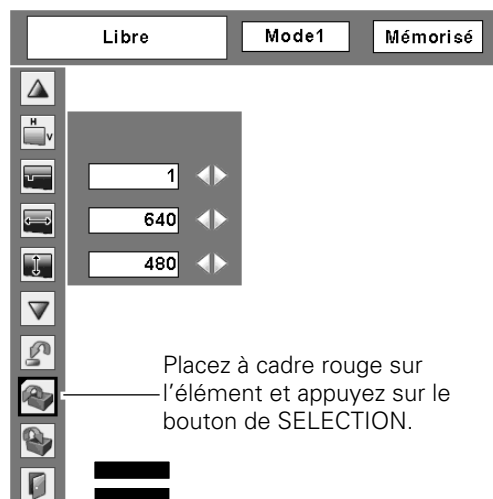 Libre Mode1 Mémorisé
H
V
1
640
480
Placez à cadre rouge sur
l'élément et appuyez sur le
bouton de SELECTION.